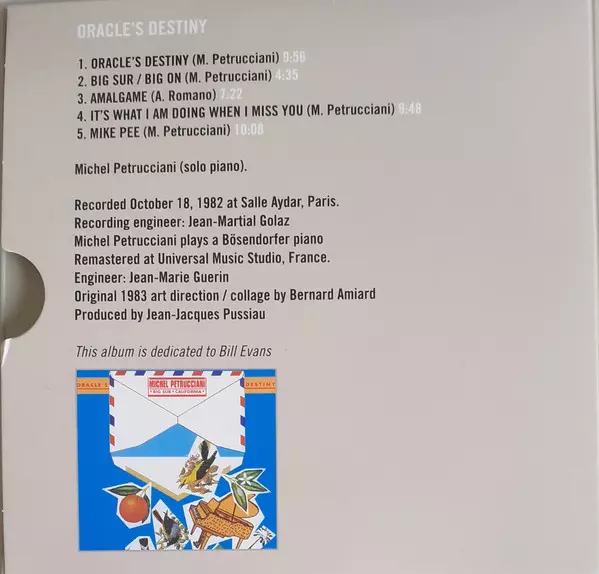 ORACLE'S DESTINY
1. ORACLE'S DESTINY (M. Petrucciani) 9:56
2. BIG SUR / BIG ON (M. Petrucciani) 4:35
3. AMALGAME (A. Romano) 7:22
4. IT'S WHAT I AM DOING WHEN I MISS YOU (M. Petrucciani) 9:48
5. MIKE PEE (M. Petrucciani) 10:08
Michel Petrucciani (solo piano).
Recorded October 18, 1982 at Salle Aydar, Paris.
Recording engineer: Jean-Martial Golaz
Michel Petrucciani plays a Bösendorfer piano
Remastered at Universal Music Studio, France.
Engineer: Jean-Marie Guerin
Original 1983 art direction / collage by Bernard Amiard
Produced by Jean-Jacques Pussiau
This album is dedicated to Bill Evans
ORACLE'S
MICHEL PETRUCCIANI
DESTINY
• BIG SUR • CALIFORNIA •